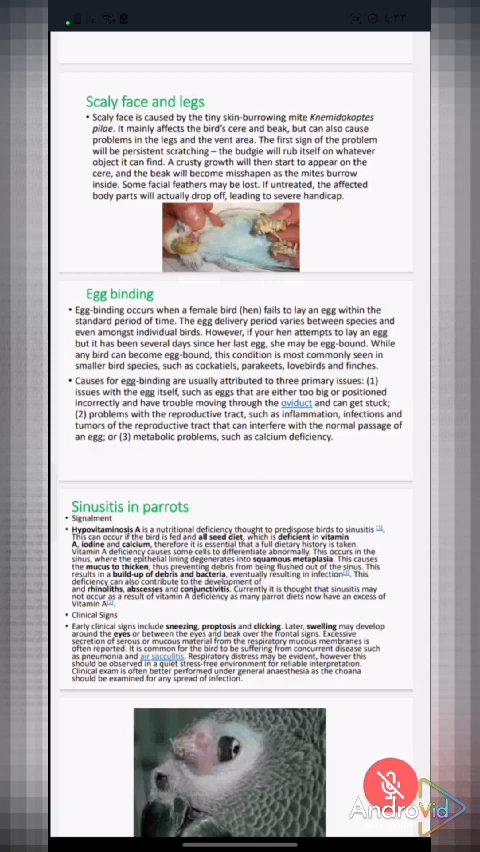 ١:٢٢
Scaly face and legs
• Scaly face is caused by the tiny skin-burrowing mite Knemidokoptes
pilae. It mainly affects the bird's cere and beak, but can also cause
problems in the legs and the vent area. The first sign of the problem
will be persistent scratching – the budgie will rub itself on whatever
object it can find. A crusty growth will then start to appear on the
cere, and the beak will become misshapen as the mites burrow
inside. Some facial feathers may be lost. If untreated, the affected
body parts will actually drop off, leading to severe handicap.
Egg binding
• Egg-binding occurs when a female bird (hen) fails to lay an egg within the
standard period of time. The egg delivery period varies between species and
even amongst individual birds. However, if your hen attempts to lay an egg
but it has been several days since her last egg, she may be egg-bound. While
any bird can become egg-bound, this condition is most commonly seen in
smaller bird species, such as cockatiels, parakeets, lovebirds and finches.
• Causes for egg-binding are usually attributed to three primary issues: (1)
issues with the egg itself, such as eggs that are either too big or positioned
incorrectly and have trouble moving through the oviduct and can get stuck;
(2) problems with the reproductive tract, such as inflammation, infections and
tumors of the reproductive tract that can interfere with the normal passage of
an egg; or (3) metabolic problems, such as calcium deficiency.
Sinusitis in parrots
• Signalment
• Hypovitaminosis A is a nutritional deficiency thought to predispose birds to sinusitis [1].
This can occur if the bird is fed and all seed diet, which is deficient in vitamin
A, iodine and calcium, therefore it is essential that a full dietary history is taken.
Vitamin A deficiency causes some cells to differentiate abnormally. This occurs in the
sinus, where the epithelial lining degenerates into squamous metaplasia. This causes
the mucus to thicken, thus preventing debris from being flushed out of the sinus. This
results in a build-up of debris and bacteria, eventually resulting in infection[2]. This
deficiency can also contribute to the development of
and rhinoliths, abscesses and conjunctivitis. Currently it is thought that sinusitis may
not occur as a result of vitamin A deficiency as many parrot diets now have an excess of
Vitamin A[2].
• Clinical Signs
• Early clinical signs include sneezing, proptosis and clicking. Later, swelling may develop
around the eyes or between the eyes and beak over the frontal signs. Excessive
secretion of serous or mucous material from the respiratory mucous membranes is
often reported. It is common for the bird to be suffering from concurrent disease such
as pneumonia and air sacculitis. Respiratory distress may be evident, however this
should be observed in a quiet stress-free environment for reliable interpretation.
Clinical exam is often better performed under general anaesthesia as the choana
should be examined for any spread of infection.
AndroVid